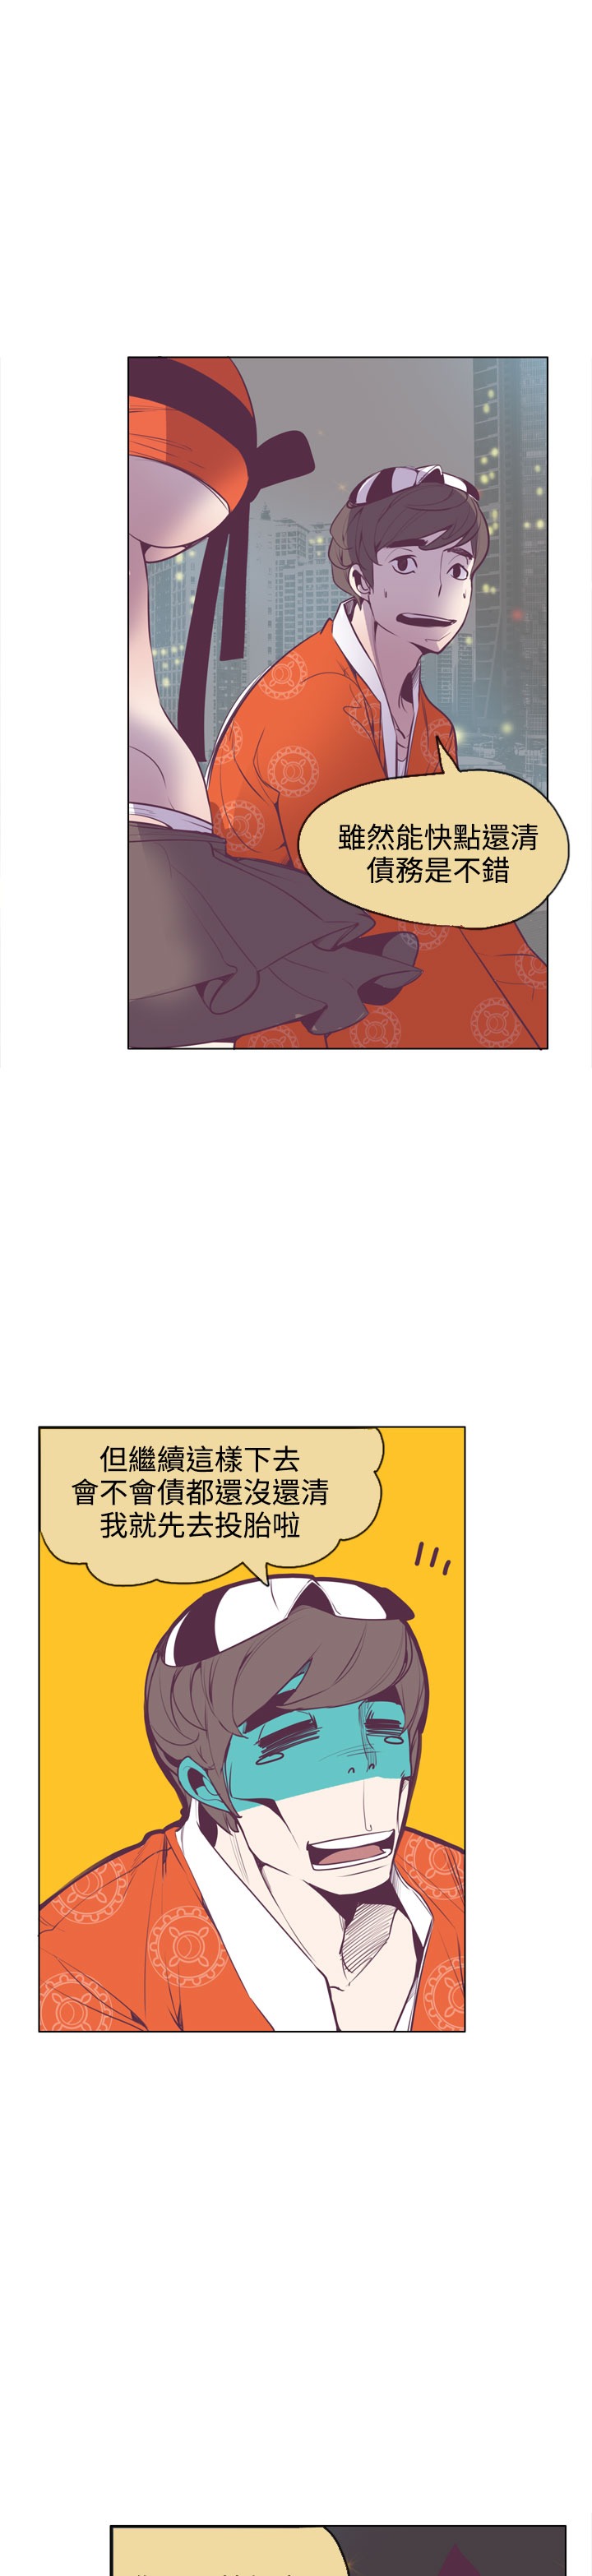 雖然能快點還清
債務是不錯
但繼續這樣下去
會不會債都還沒還清
我就先去投胎啦